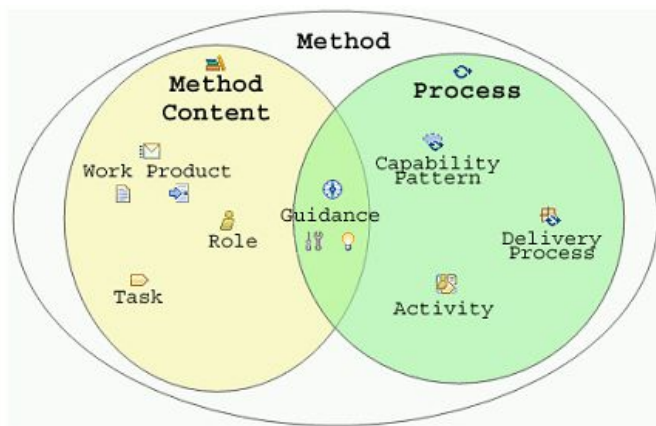 Method
Method
Content
Process
Work Product
Capability
Pattern
Guidance
Role
Delivery
Process
Task
Activity